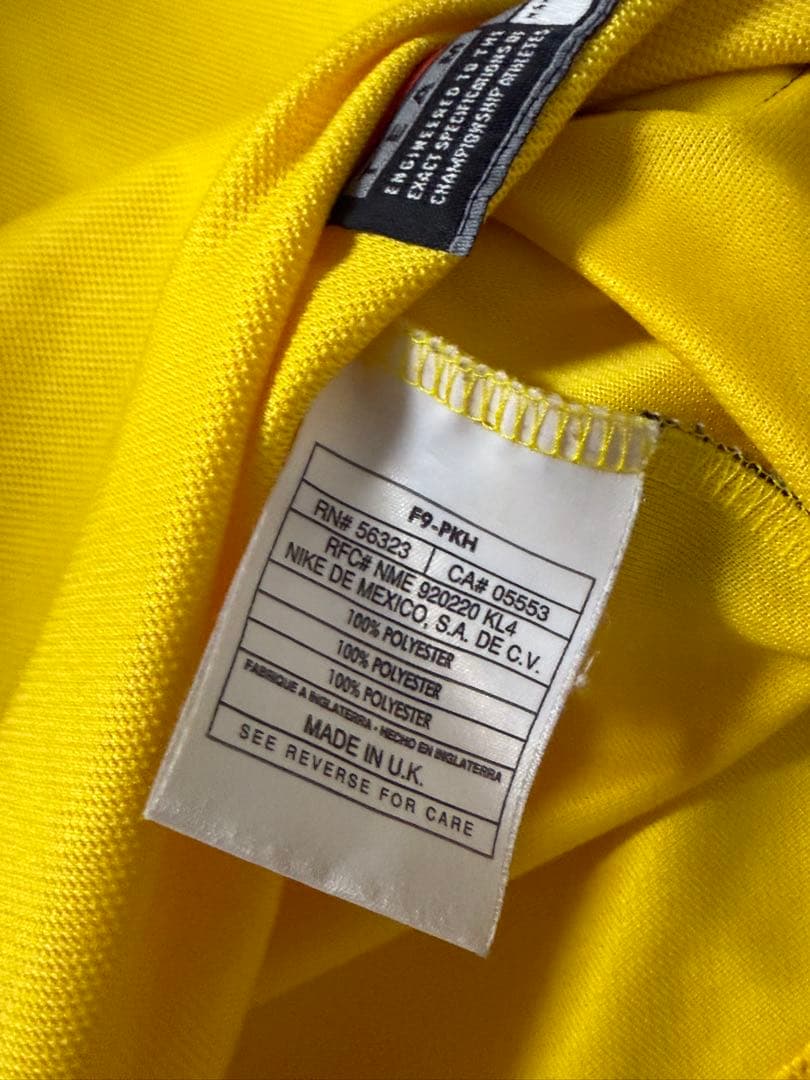 TEAM
ENGINEERED TO THE
EXACT SPECIFICATIONS OF
CHAMPIONSHIP ATHLETES
F9-PKH
RN# 56323 CA# 05553
RFC# NME 920220 KL4
NIKE DE MEXICO, S.A. DE C.V.
100% POLYESTER
100% POLYESTER
100% POLYESTER
FABRIQUE A INGLATERRA - HECHO EN INGLATERRA
MADE IN U.K.
SEE REVERSE FOR CARE